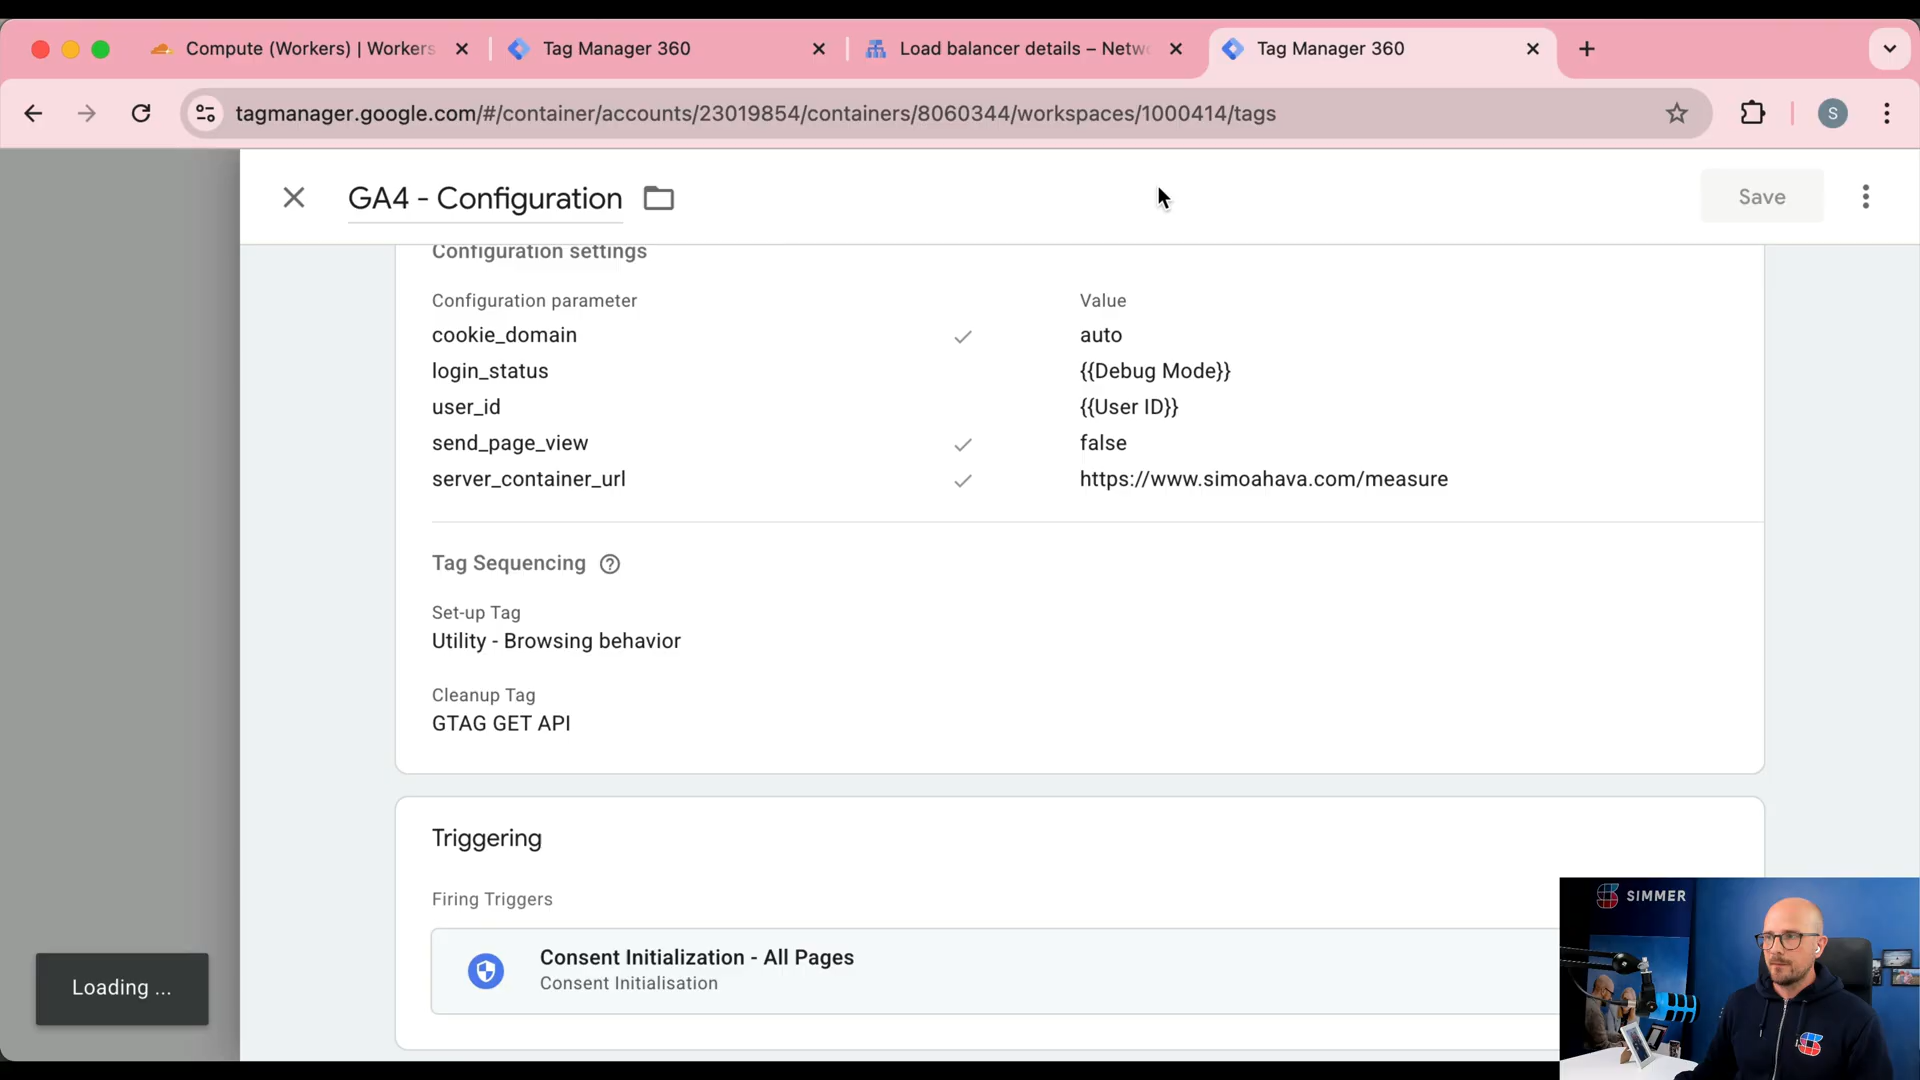 Compute (Workers) | Workers
Tag Manager 360
Load balancer details – Netw
Tag Manager 360
tagmanager.google.com/#/container/accounts/23019854/containers/8060344/workspaces/1000414/tags
S
GA4 - Configuration
Save
Configuration settings
Configuration parameter
Value
cookie_domain
auto
login_status
{{Debug Mode}}
user_id
{{User ID}}
send_page_view
false
server_container_url
https://www.simoahava.com/measure
Tag Sequencing
Set-up Tag
Utility - Browsing behavior
Cleanup Tag
GTAG GET API
Triggering
Firing Triggers
Consent Initialization - All Pages
Consent Initialisation
Loading ...
SIMMER